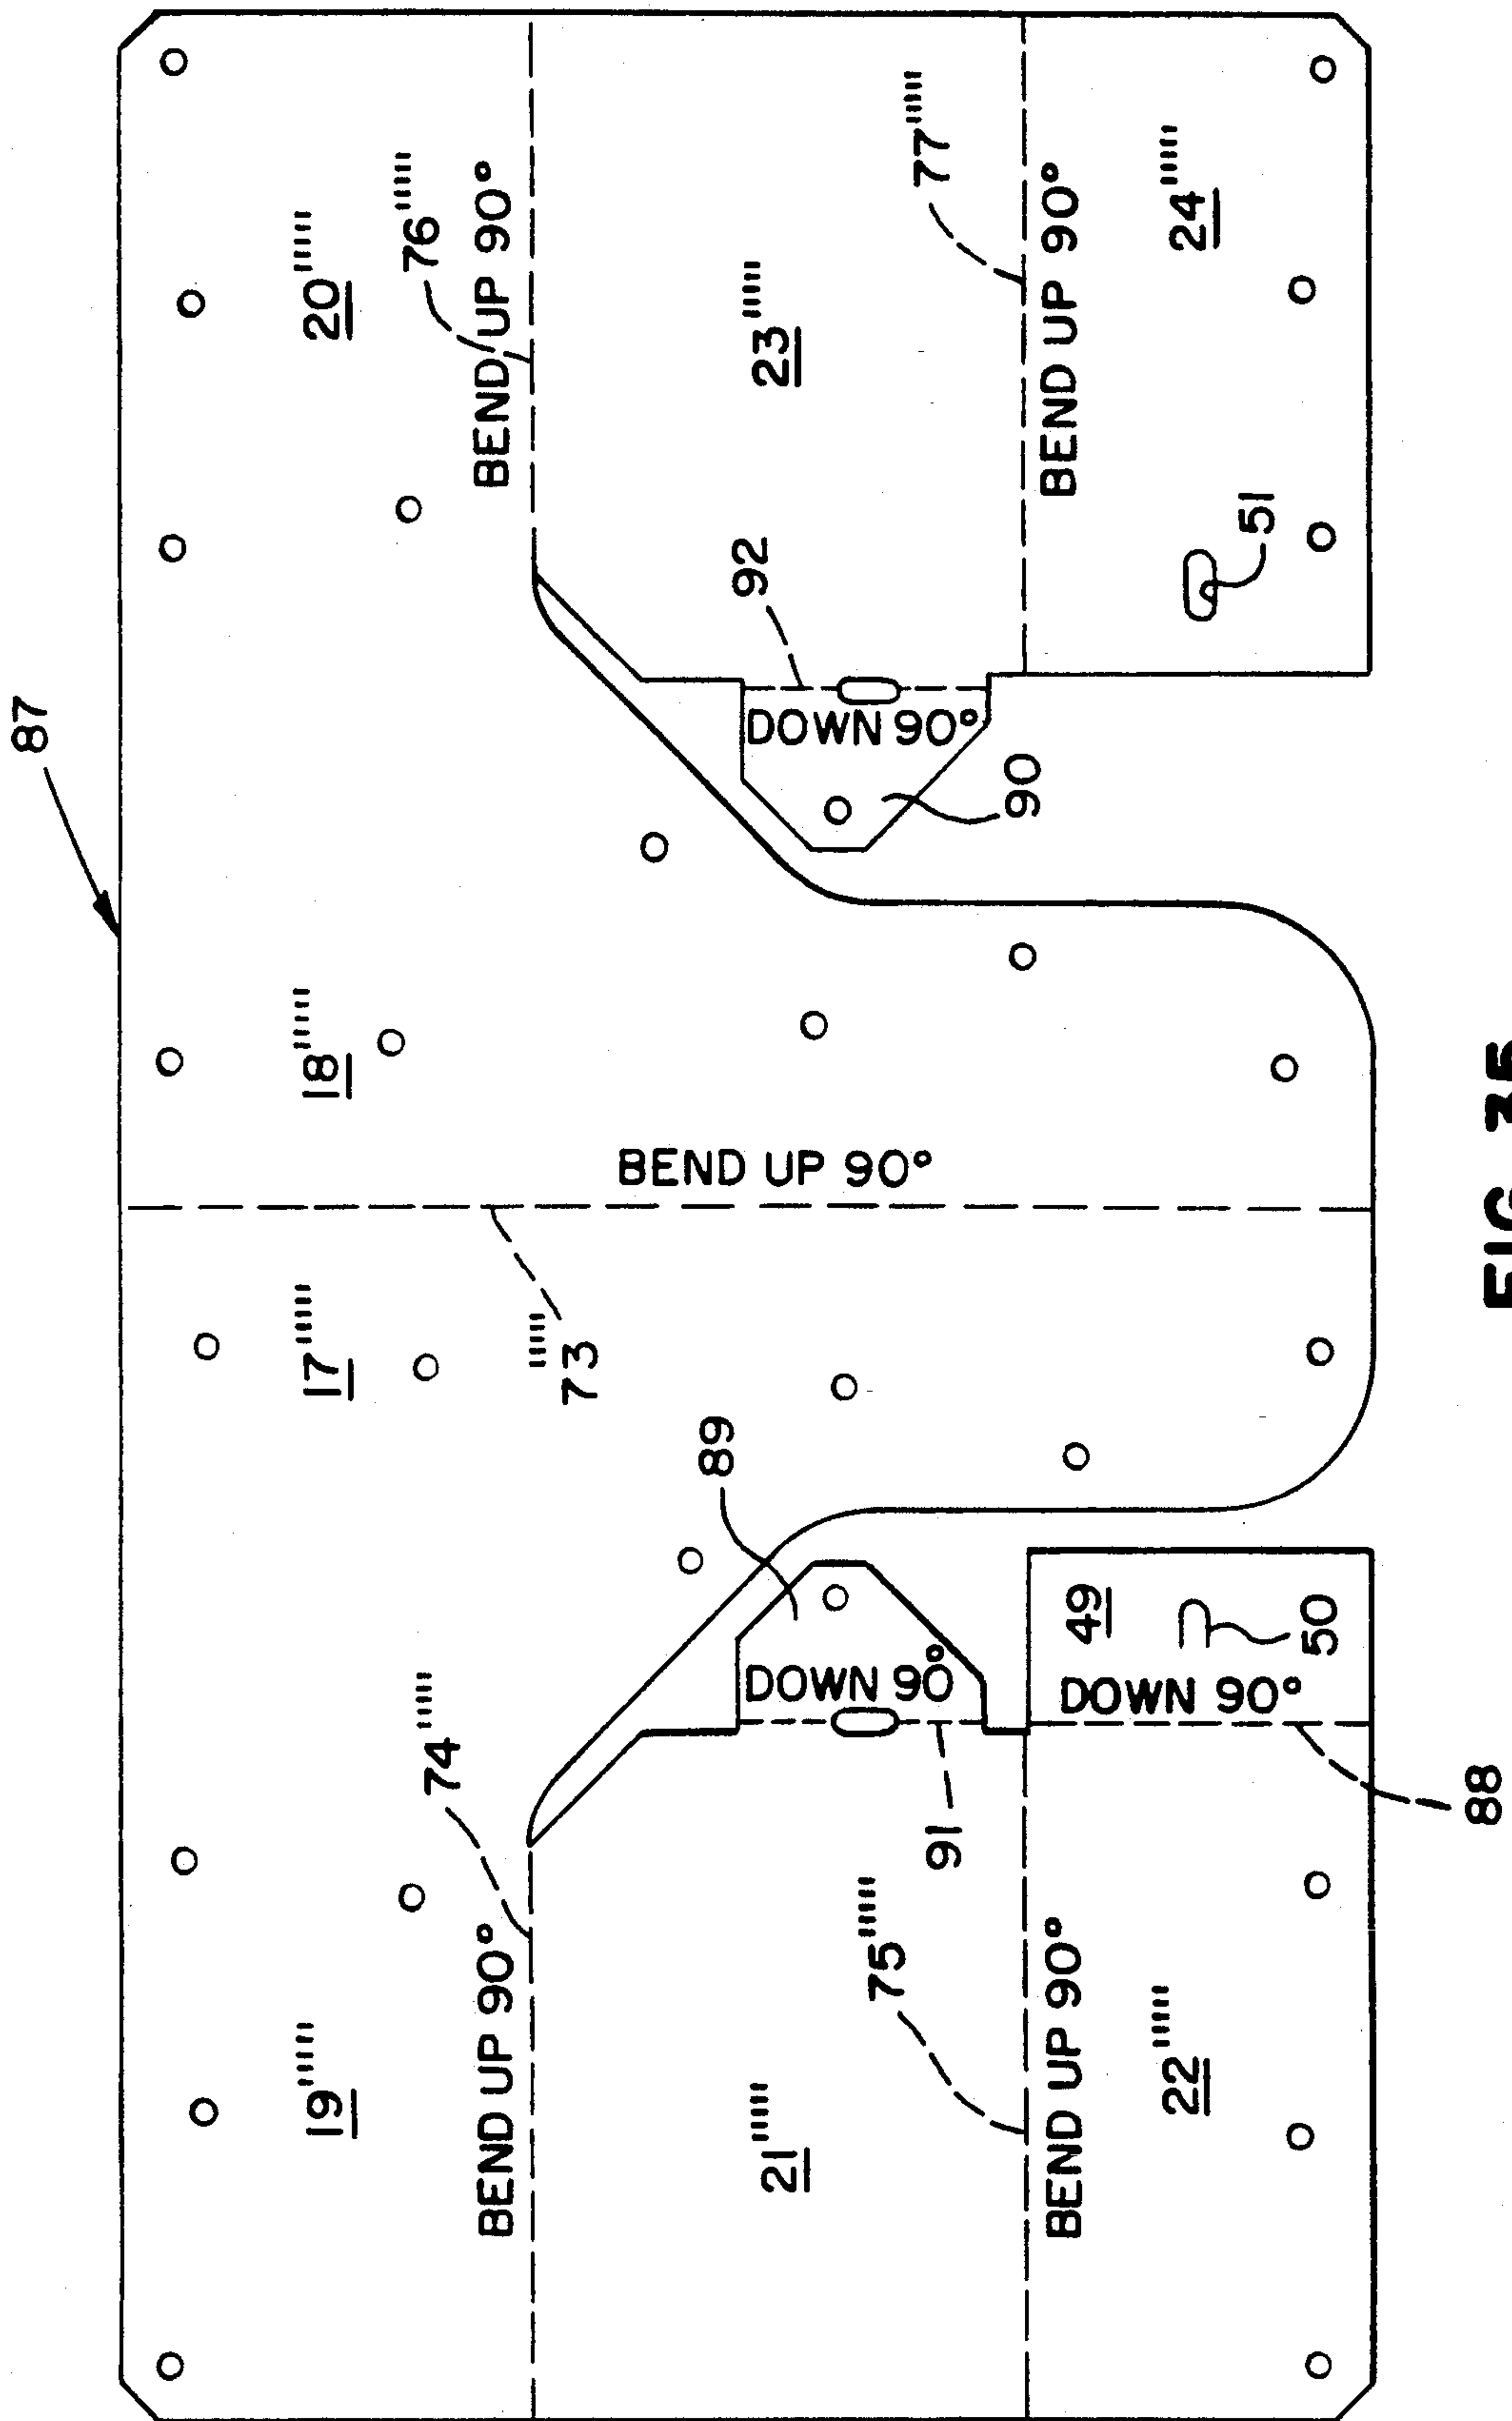 87
19'''''
17'''''
18'''''
20'''''
74'''''
76'''''
BEND UP 90°
BEND UP 90°
73'''''
BEND UP 90°
89
92
21'''''
23'''''
DOWN 90°
DOWN 90°
75'''''
91
77'''''
90
BEND UP 90°
BEND UP 90°
49
DOWN 90°
22'''''
24'''''
51
50
88
FIG. 35